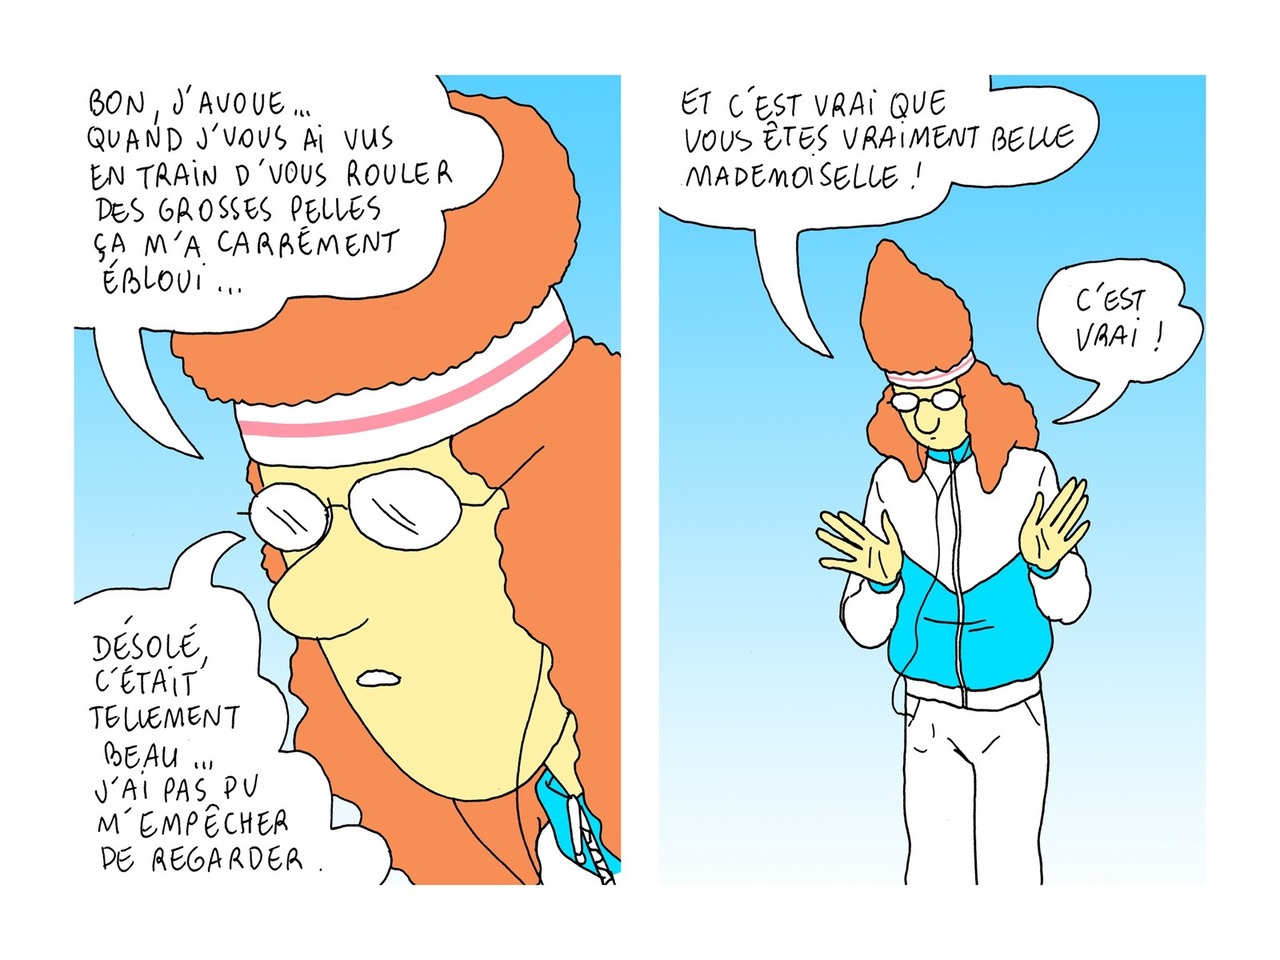 BON, J'AVOUE...
QUAND J'VOUS AI VUS
EN TRAIN D'VOUS ROULER
DES GROSSES PELLES
ÇA M'A CARRÉMENT
ÉBLOUI...
DÉSOLÉ,
C'ÉTAIT
TELLEMENT
BEAU...
J'AI PAS PU
M'EMPÊCHER
DE REGARDER.
ET C'EST VRAI QUE
VOUS ÊTES VRAIMENT BELLE
MADEMOISELLE !
C'EST
VRAI !